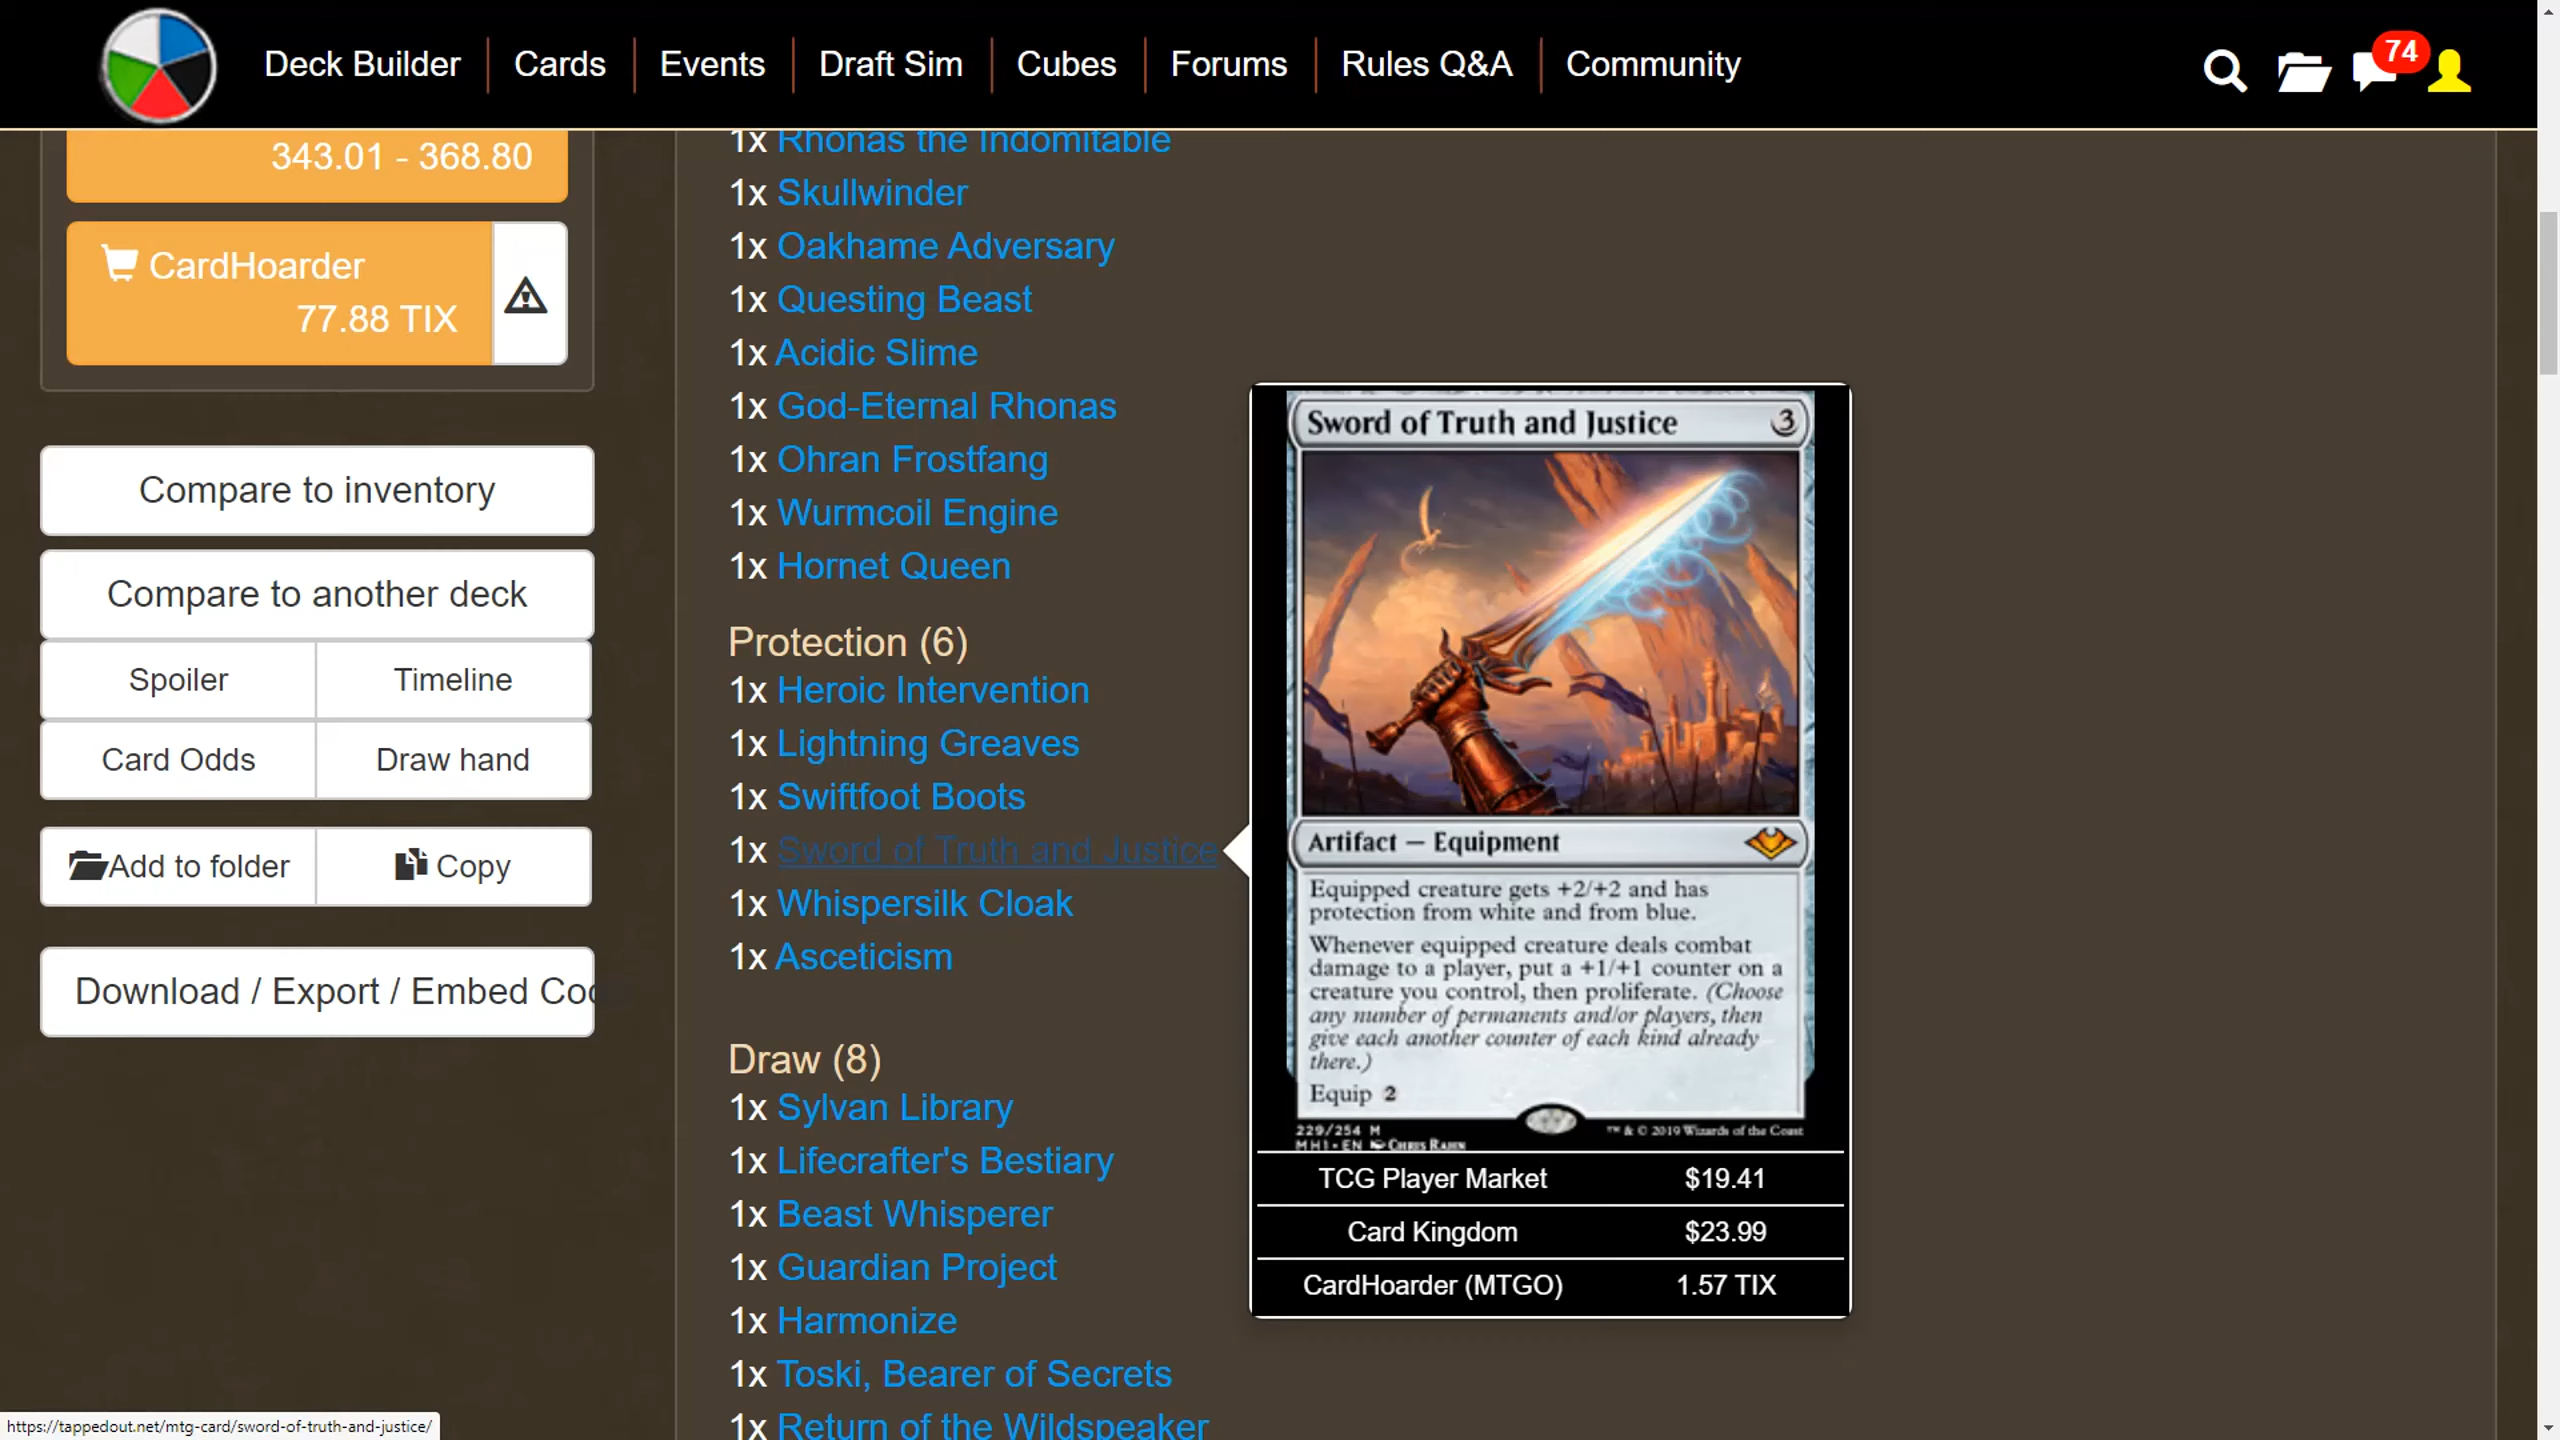 Deck Builder
Cards
Events
Draft Sim
Cubes
Forums
Rules Q&A
Community
74
343.01 - 368.80
CardHoarder
77.88 TIX
Compare to inventory
Compare to another deck
Spoiler
Timeline
Card Odds
Draw hand
Add to folder
Copy
Download / Export / Embed Co
1x Rhonas the Indomitable
1x Skullwinder
1x Oakhame Adversary
1x Questing Beast
1x Acidic Slime
1x God-Eternal Rhonas
1x Ohran Frostfang
1x Wurmcoil Engine
1x Hornet Queen
Protection (6)
1x Heroic Intervention
1x Lightning Greaves
1x Swiftfoot Boots
1x Sword of Truth and Justice
1x Whispersilk Cloak
1x Asceticism
Draw (8)
1x Sylvan Library
1x Lifecrafter's Bestiary
1x Beast Whisperer
1x Guardian Project
1x Harmonize
1x Toski, Bearer of Secrets
1x Return of the Wildspeaker
Sword of Truth and Justice 3
Artifact — Equipment
Equipped creature gets +2/+2 and has
protection from white and from blue.
Whenever equipped creature deals combat
damage to a player, put a +1/+1 counter on a
creature you control, then proliferate. (Choose
any number of permanents and/or players, then
give each another counter of each kind already
there.)
Equip 2
229/254 M
MH1•EN Chris Rahn
™ & © 2019 Wizards of the Coast
TCG Player Market $19.41
Card Kingdom $23.99
CardHoarder (MTGO) 1.57 TIX
https://tappedout.net/mtg-card/sword-of-truth-and-justice/